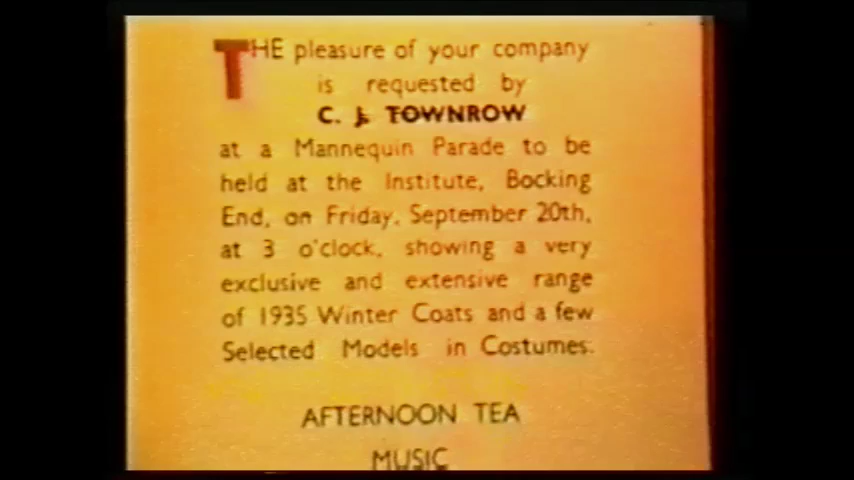 THE pleasure of your company
is requested by
C. J. TOWNROW
at a Mannequin Parade to be
held at the Institute, Bocking
End, on Friday, September 20th,
at 3 o'clock, showing a very
exclusive and extensive range
of 1935 Winter Coats and a few
Selected Models in Costumes.
AFTERNOON TEA
MUSIC